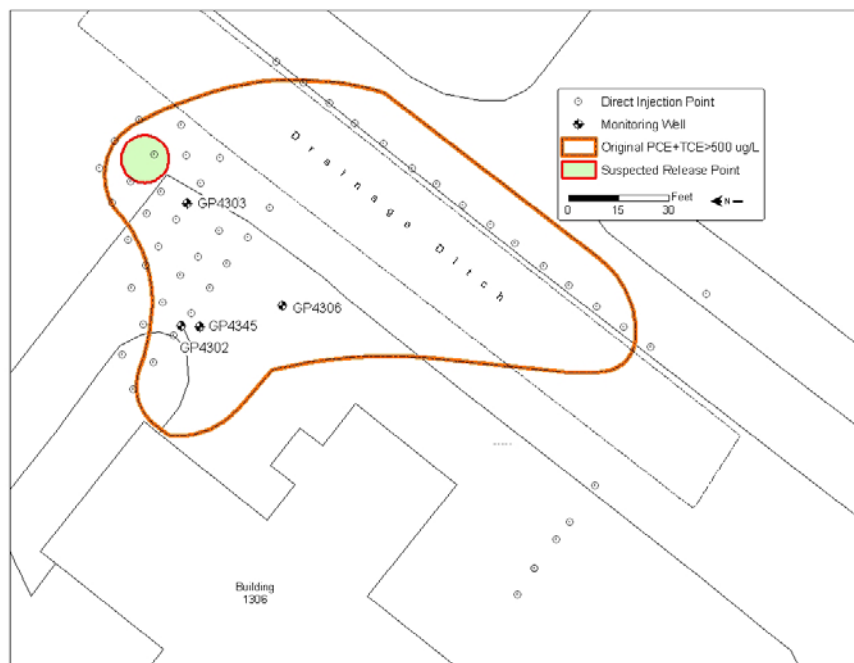 Direct Injection Point
Monitoring Well
Original PCE+TCE>500 ug/L
Suspected Release Point
Feet
N
0 15 30
Drainage Ditch
GP4303
GP4306
GP4345
GP4302
Building
1306